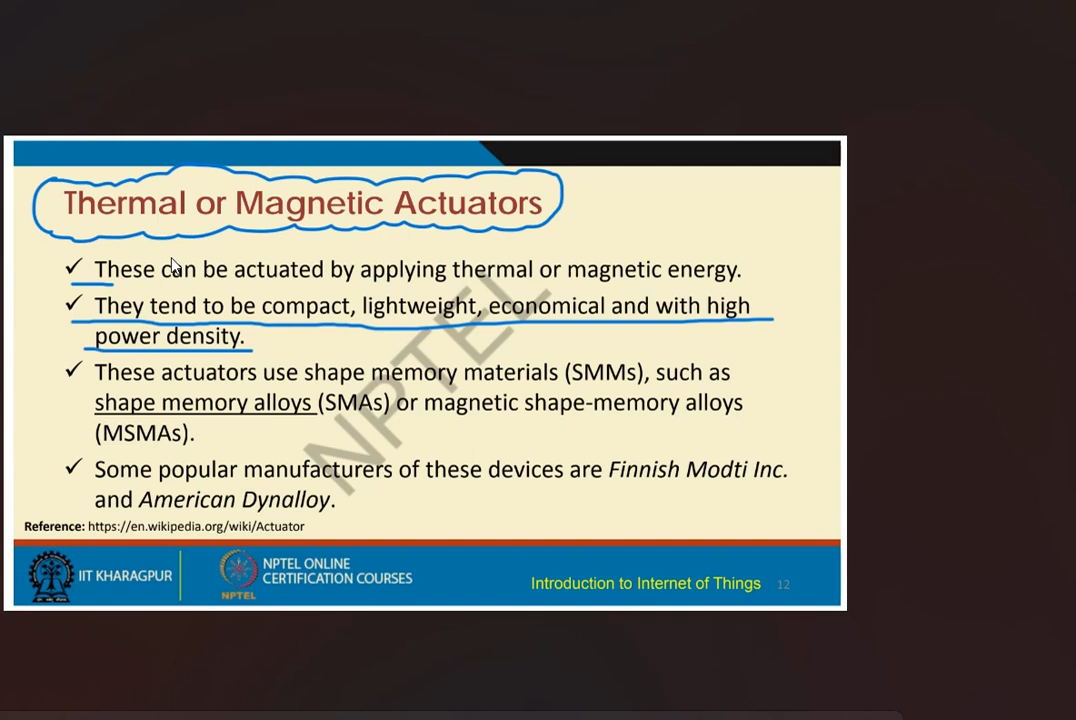 Thermal or Magnetic Actuators
✓ These can be actuated by applying thermal or magnetic energy.
✓ They tend to be compact, lightweight, economical and with high
power density.
✓ These actuators use shape memory materials (SMMs), such as
shape memory alloys (SMAs) or magnetic shape-memory alloys
(MSMAs).
✓ Some popular manufacturers of these devices are Finnish Modti Inc.
and American Dynalloy.
Reference: https://en.wikipedia.org/wiki/Actuator
NPTEL
IIT KHARAGPUR
NPTEL
NPTEL ONLINE
CERTIFICATION COURSES
Introduction to Internet of Things 12